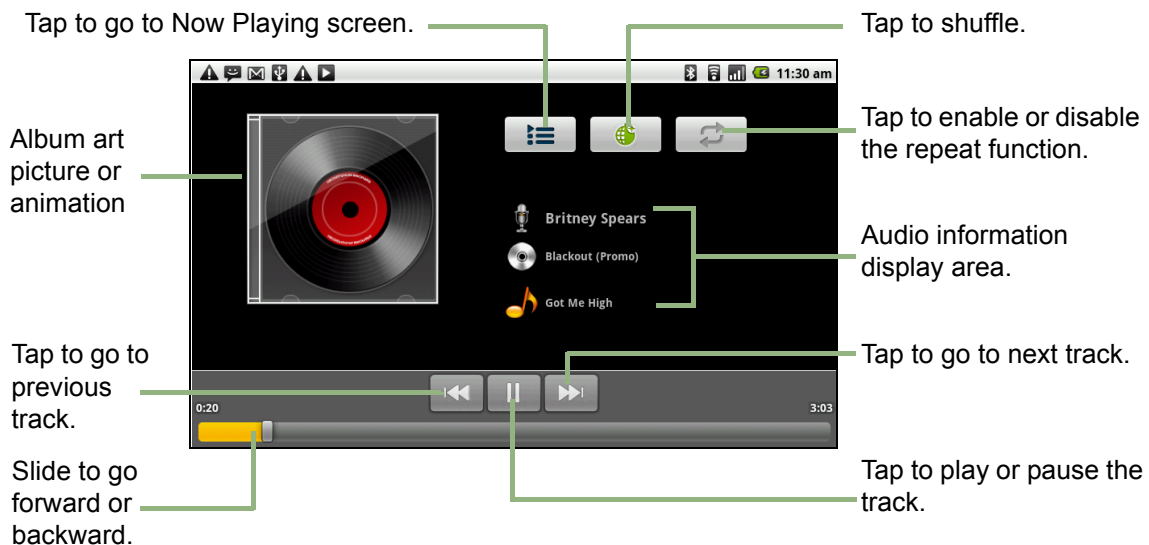 Tap to go to Now Playing screen.
Tap to shuffle.
11:30 am
Album art
picture or
animation
Tap to enable or disable
the repeat function.
Britney Spears
Blackout (Promo)
Got Me High
Audio information
display area.
Tap to go to
previous
track.
Tap to go to next track.
0:20
3:03
Slide to go
forward or
backward.
Tap to play or pause the
track.